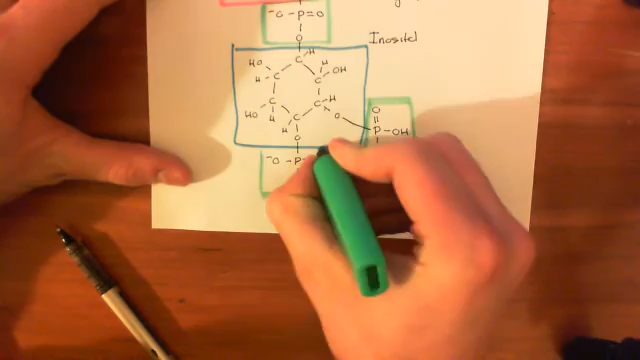 ⁻O - P = O
O
Inositol
HO C H
H C H
C OH
HO C C H
H C O O
H P - OH
O
⁻O - P